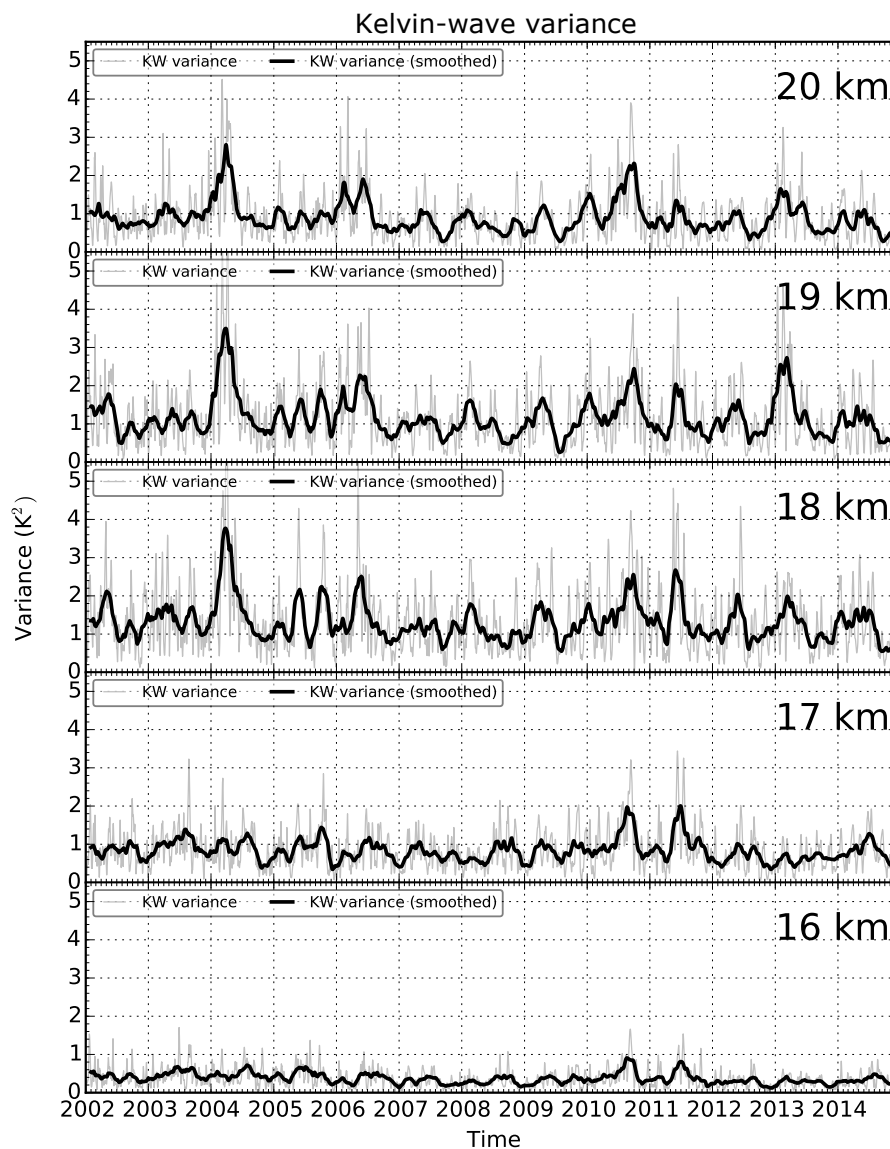 Kelvin-wave variance
5
KW variance
KW variance (smoothed)
20 km
4
3
2
1
0
5
KW variance
KW variance (smoothed)
19 km
4
3
2
1
0
5
KW variance
KW variance (smoothed)
18 km
4
3
2
1
0
Variance (K²)
5
KW variance
KW variance (smoothed)
17 km
4
3
2
1
0
5
KW variance
KW variance (smoothed)
16 km
4
3
2
1
0
2002 2003 2004 2005 2006 2007 2008 2009 2010 2011 2012 2013 2014
Time